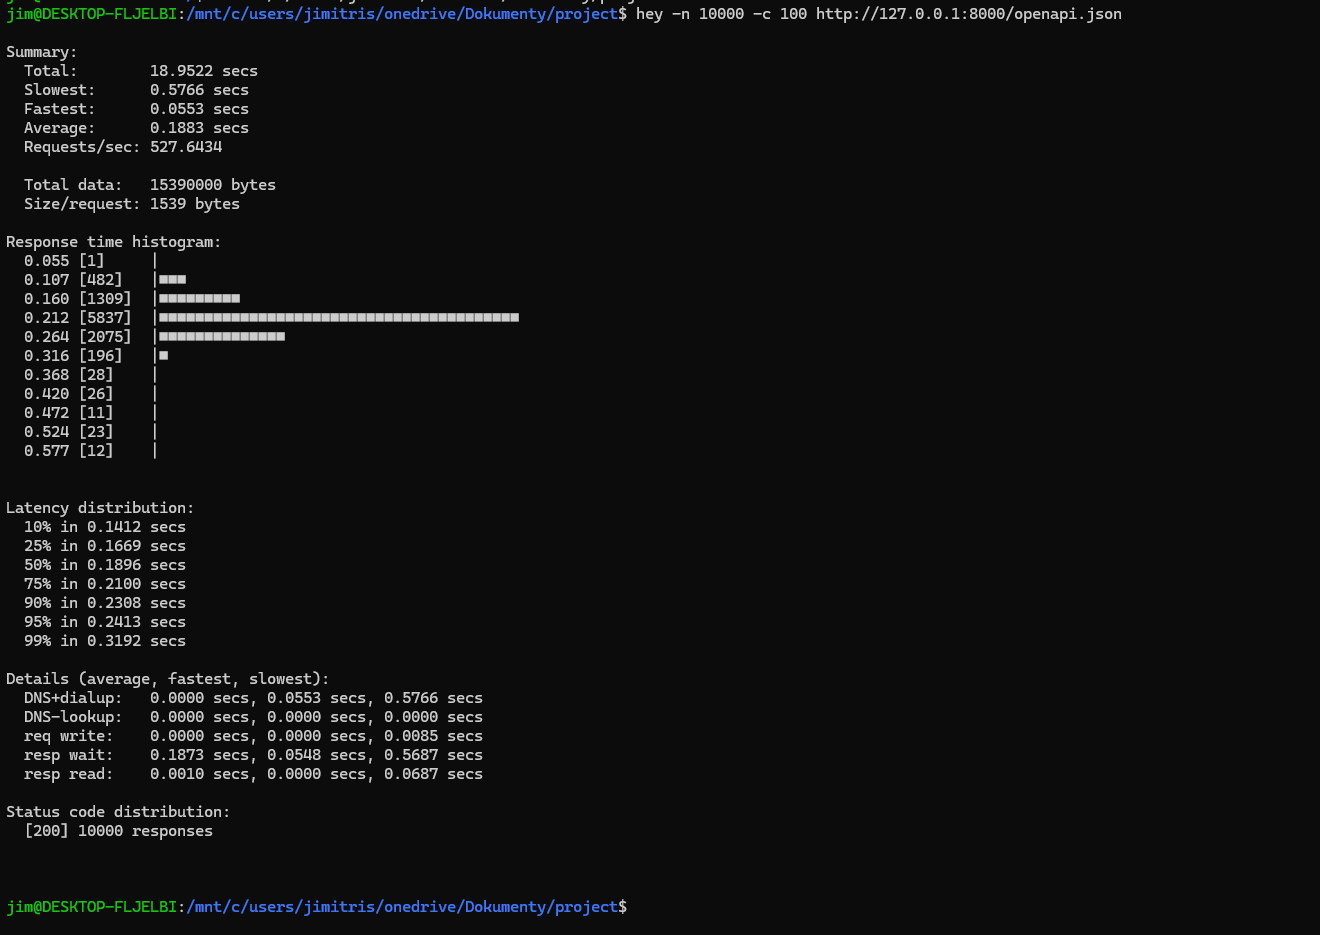 jim@DESKTOP-FLJELBI:/mnt/c/users/jimitris/onedrive/Dokumenty/project$ hey -n 10000 -c 100 http://127.0.0.1:8000/openapi.json
Summary:
  Total:        18.9522 secs
  Slowest:      0.5766 secs
  Fastest:      0.0553 secs
  Average:      0.1883 secs
  Requests/sec: 527.6434
  Total data:   15390000 bytes
  Size/request: 1539 bytes
Response time histogram:
  0.055 [1]     |
  0.107 [482]   |■■■
  0.160 [1309]  |■■■■■■■■■
  0.212 [5837]  |■■■■■■■■■■■■■■■■■■■■■■■■■■■■■■■■■■■■■■■■
  0.264 [2075]  |■■■■■■■■■■■■■■
  0.316 [196]   |■
  0.368 [28]    |
  0.420 [26]    |
  0.472 [11]    |
  0.524 [23]    |
  0.577 [12]    |
Latency distribution:
  10% in 0.1412 secs
  25% in 0.1669 secs
  50% in 0.1896 secs
  75% in 0.2100 secs
  90% in 0.2308 secs
  95% in 0.2413 secs
  99% in 0.3192 secs
Details (average, fastest, slowest):
  DNS+dialup:   0.0000 secs, 0.0553 secs, 0.5766 secs
  DNS-lookup:   0.0000 secs, 0.0000 secs, 0.0000 secs
  req write:    0.0000 secs, 0.0000 secs, 0.0085 secs
  resp wait:    0.1873 secs, 0.0548 secs, 0.5687 secs
  resp read:    0.0010 secs, 0.0000 secs, 0.0687 secs
Status code distribution:
  [200] 10000 responses
jim@DESKTOP-FLJELBI:/mnt/c/users/jimitris/onedrive/Dokumenty/project$